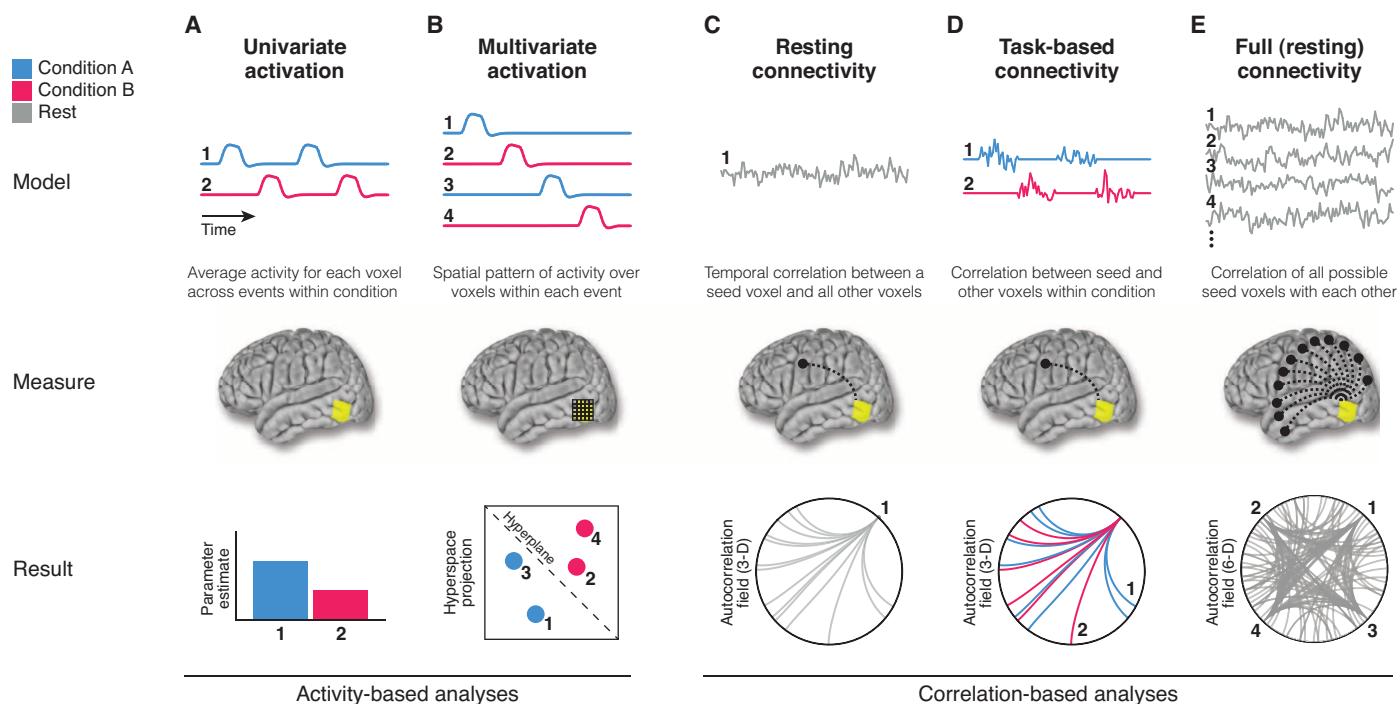 A
Univariate
activation
B
Multivariate
activation
C
Resting
connectivity
D
Task-based
connectivity
E
Full (resting)
connectivity
Condition A
Condition B
Rest
Model
1
2
Time
1
2
3
4
1
1
2
1
2
3
4
Average activity for each voxel
across events within condition
Spatial pattern of activity over
voxels within each event
Temporal correlation between a
seed voxel and all other voxels
Correlation between seed and
other voxels within condition
Correlation of all possible
seed voxels with each other
Measure
Result
Parameter
estimate
1
2
Hyperspace
projection
Hyperplane
4
3
2
1
Autocorrelation
field (3-D)
1
Autocorrelation
field (3-D)
1
2
Autocorrelation
field (6-D)
2
1
4
3
Activity-based analyses
Correlation-based analyses